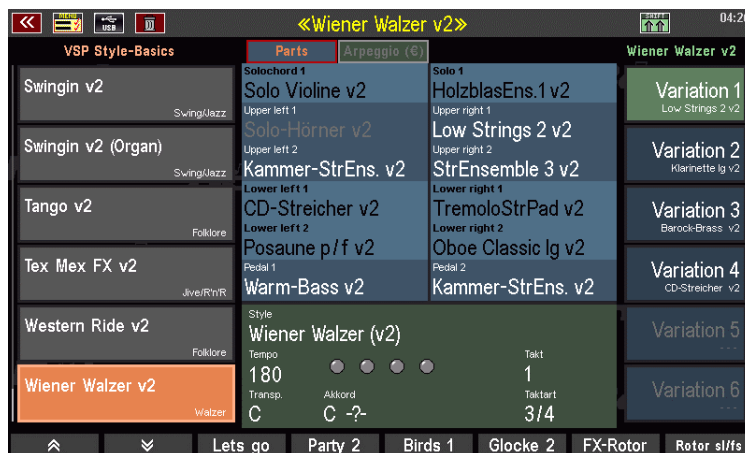 MENU
USB
≪Wiener Walzer v2≫
SHIFT
04:20
VSP Style-Basics
Parts
Arpeggio (€)
Wiener Walzer v2
Swingin v2
Swing/Jazz
Swingin v2 (Organ)
Swing/Jazz
Tango v2
Folklore
Tex Mex FX v2
Jive/R'n'R
Western Ride v2
Folklore
Wiener Walzer v2
Walzer
Solochord 1
Solo Violine v2
Solo 1
HolzblasEns.1 v2
Upper left 1
Solo-Hörner v2
Upper right 1
Low Strings 2 v2
Upper left 2
Kammer-StrEns. v2
Upper right 2
StrEnsemble 3 v2
Lower left 1
CD-Streicher v2
Lower right 1
TremoloStrPad v2
Lower left 2
Posaune p/f v2
Lower right 2
Oboe Classic lg v2
Pedal 1
Warm-Bass v2
Pedal 2
Kammer-StrEns. v2
Style
Wiener Walzer (v2)
Tempo
180
Takt
1
Transp.
C
Akkord
C -?-
Taktart
3/4
Variation 1
Low Strings 2 v2
Variation 2
Klarinette lg v2
Variation 3
Barock-Brass v2
Variation 4
CD-Streicher v2
Variation 5
---
Variation 6
---
Lets go
Party 2
Birds 1
Glocke 2
FX-Rotor
Rotor sl/fs